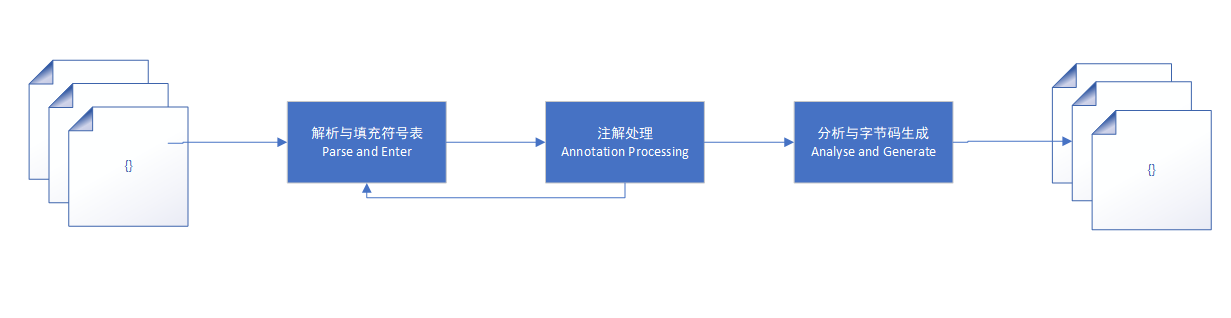 {}
解析与填充符号表
Parse and Enter
注解处理
Annotation Processing
分析与字节码生成
Analyse and Generate
{}